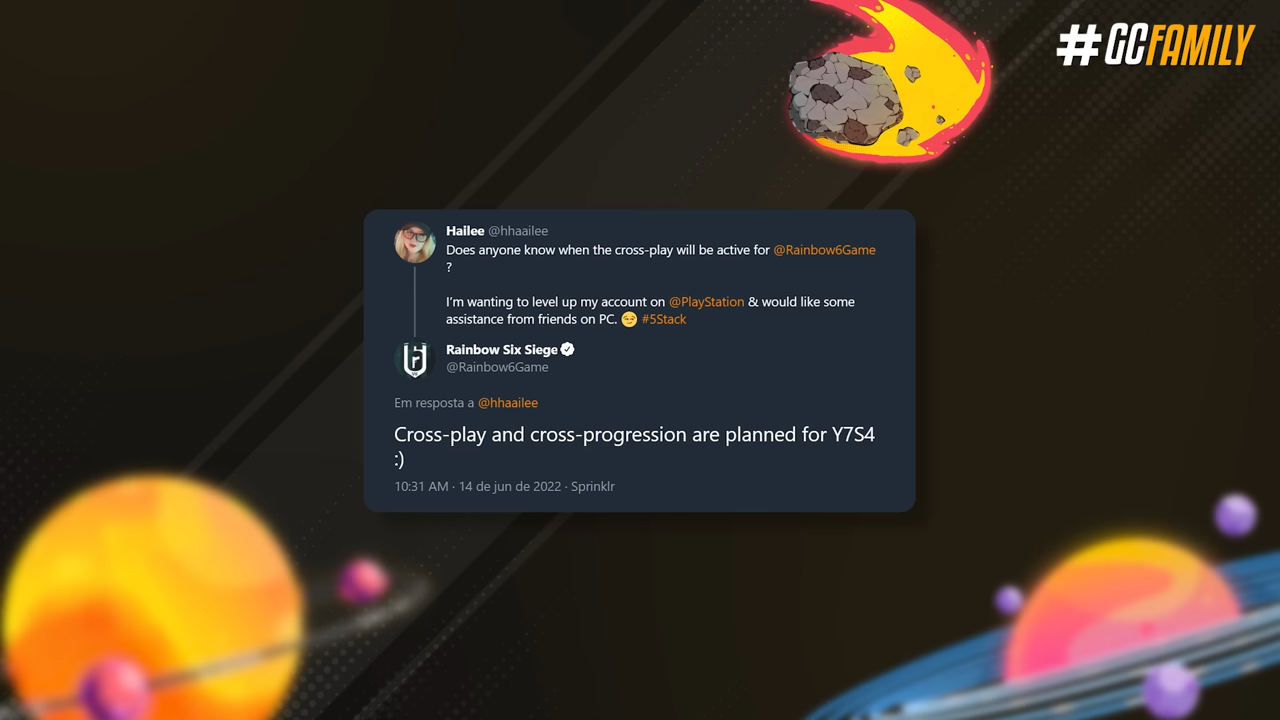 #GCFAMILY
Hailee @hhaailee
Does anyone know when the cross-play will be active for @Rainbow6Game
?
I'm wanting to level up my account on @PlayStation & would like some
assistance from friends on PC. 😏 #5Stack
Rainbow Six Siege
@Rainbow6Game
Em resposta a @hhaailee
Cross-play and cross-progression are planned for Y7S4
:)
10:31 AM · 14 de jun de 2022 · Sprinklr